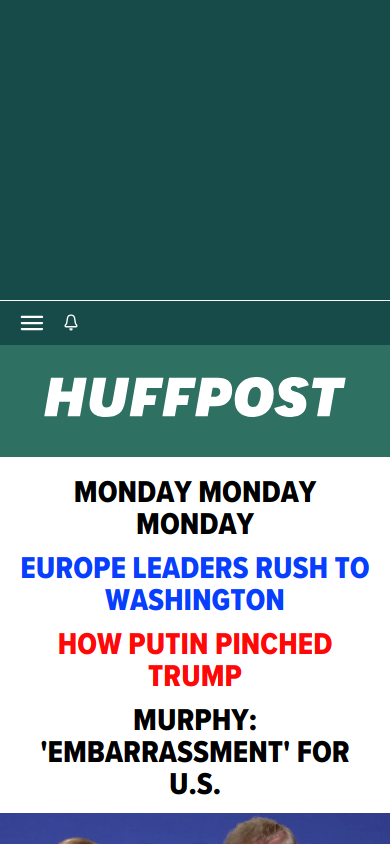 HUFFPOST
MONDAY MONDAY
MONDAY
EUROPE LEADERS RUSH TO
WASHINGTON
HOW PUTIN PINCHED
TRUMP
MURPHY:
'EMBARRASSMENT' FOR
U.S.